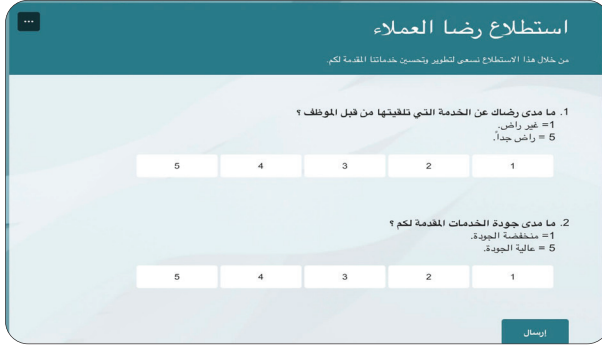 استطلاع رضا العملاء
من خلال هذا الاستطلاع نسعى لتطوير وتحسين خدماتنا المقدمة لكم.
1. ما مدى رضاك عن الخدمة التي تلقيتها من قبل الموظف ؟
1= غير راض.
5 = راض جداً.
1 2 3 4 5
2. ما مدى جودة الخدمات المقدمة لكم ؟
1= منخفضة الجودة.
5 = عالية الجودة.
1 2 3 4 5
إرسال